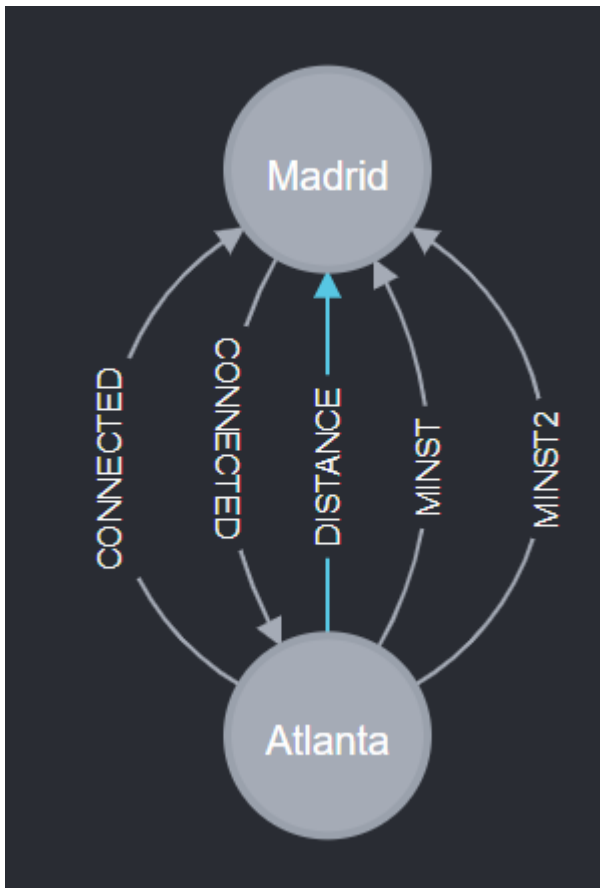 Madrid
CONNECTED
CONNECTED
DISTANCE
MINST
MINST2
Atlanta